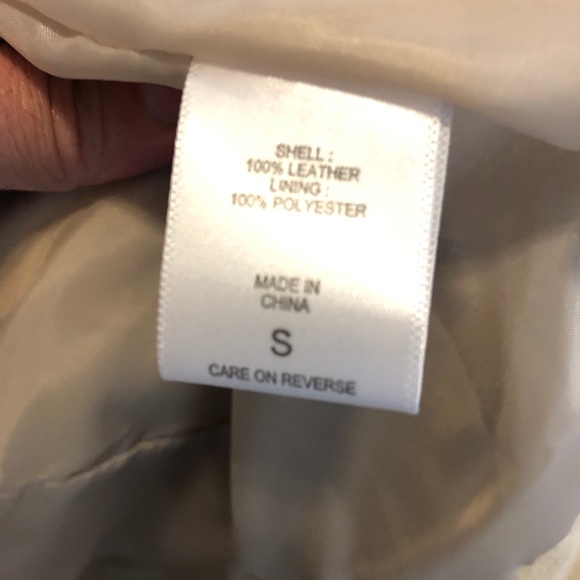 SHELL :
100% LEATHER
LINING :
100% POLYESTER
MADE IN
CHINA
S
CARE ON REVERSE